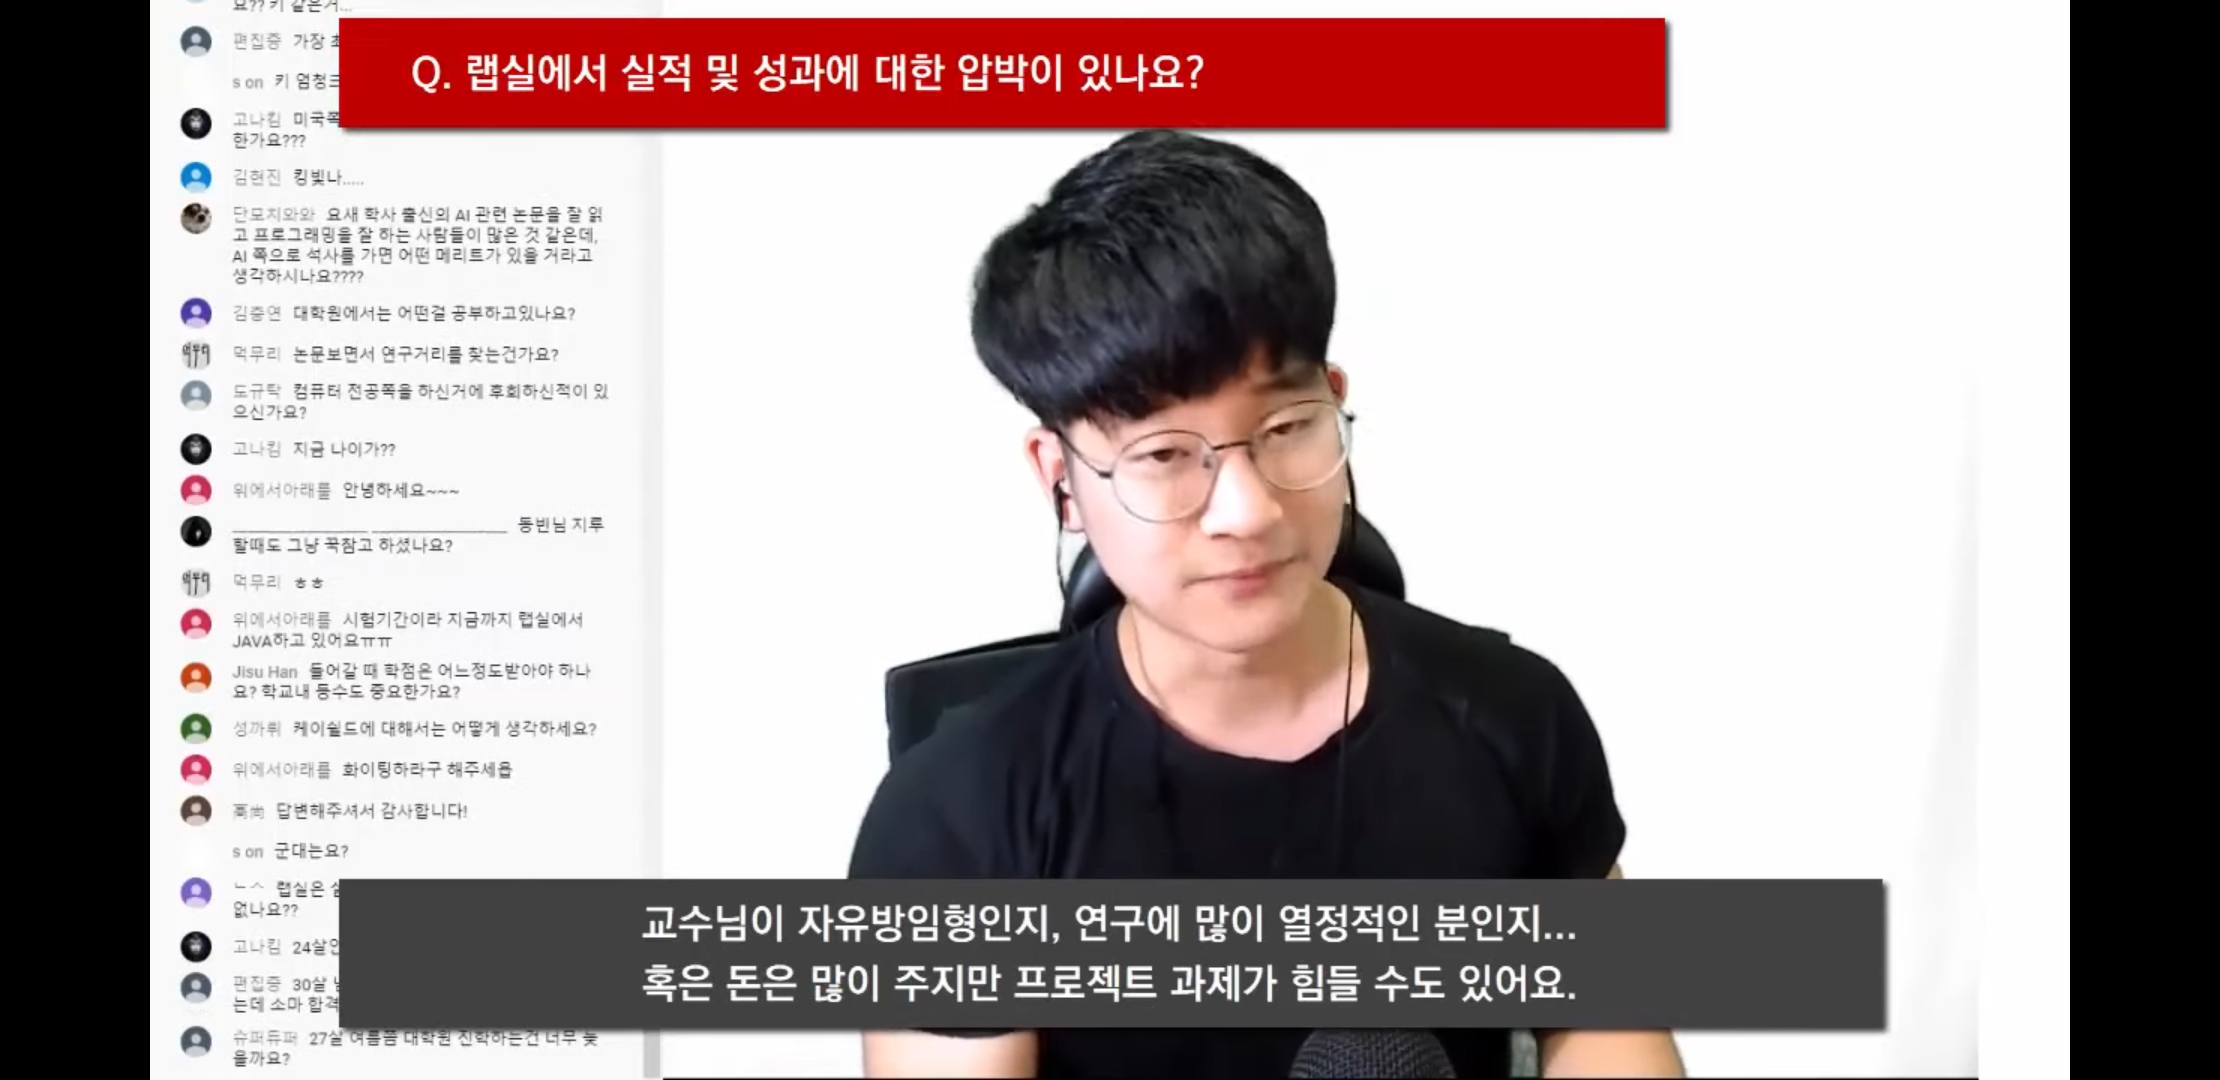 요?? 키 같은거...
편집증 가장
s on 키 엄청
Q. 랩실에서 실적 및 성과에 대한 압박이 있나요?
고나킴 미국쪽
한가요???
김현진 킹빛나.....
단모치와와 요새 학사 출신의 AI 관련 논문을 잘 읽
고 프로그래밍을 잘 하는 사람들이 많은 것 같은데,
AI 쪽으로 석사를 가면 어떤 메리트가 있을 거라고
생각하시나요????
김중연 대학원에서는 어떤걸 공부하고있나요?
먹무리 논문보면서 연구거리를 찾는건가요?
도규탁 컴퓨터 전공쪽을 하신거에 후회하신적이 있
으신가요?
고나킴 지금 나이가??
위에서아래를 안녕하세요~~~
동빈님 지루
할때도 그냥 꾹참고 하셨나요?
먹무리 ㅎㅎ
위에서아래를 시험기간이라 지금까지 랩실에서
JAVA하고 있어요ㅠㅠ
Jisu Han 들어갈 때 학점은 어느정도받아야 하나
요? 학교내 등수도 중요한가요?
성까뤼 케이쉴드에 대해서는 어떻게 생각하세요?
위에서아래를 화이팅하라구 해주세욥
高尚 답변해주셔서 감사합니다!
s on 군대는요?
ㄴㅅ 랩실은
없나요??
고나킴 24살인
편집증 30살
는데 소마 합격
슈퍼듀퍼 27살 여름쯤 대학원 진학하는건 너무 늦
을까요?
교수님이 자유방임형인지, 연구에 많이 열정적인 분인지...
혹은 돈은 많이 주지만 프로젝트 과제가 힘들 수도 있어요.